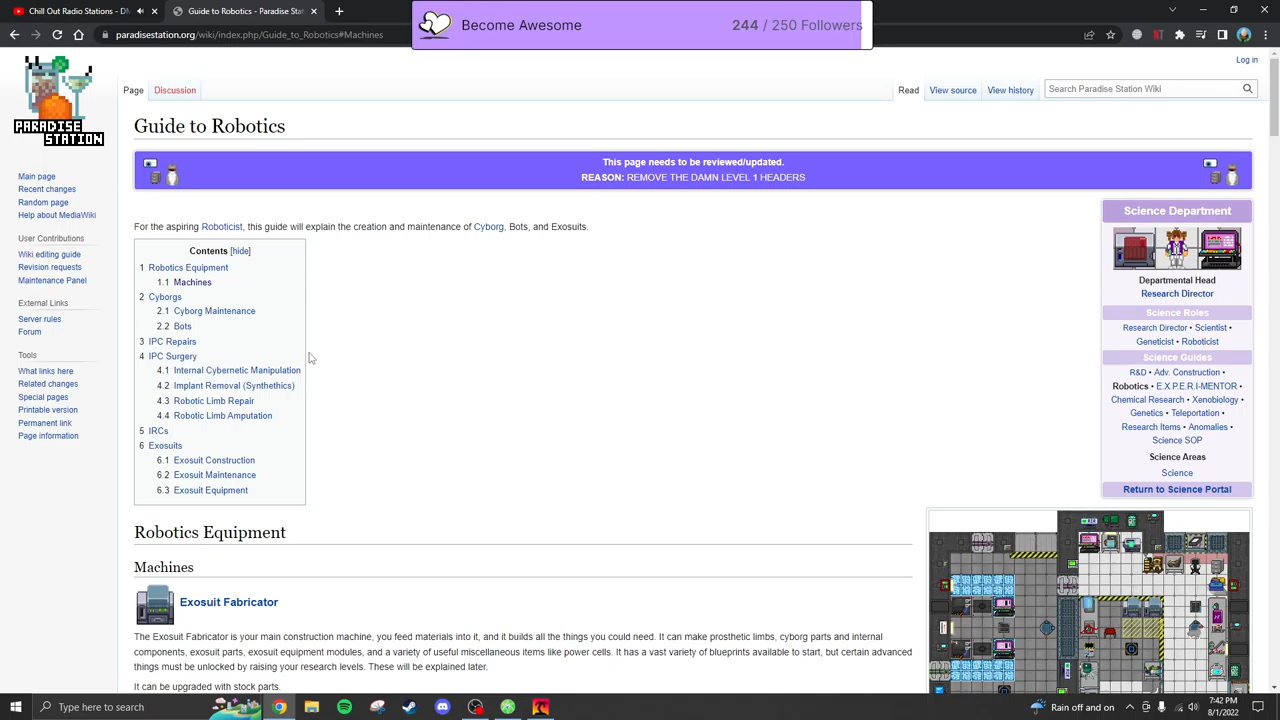 Starting Soon - Twitch
Stream Manager - Twitch
Guide to Robotics - Paradise Sta
paradisestation.org/wiki/index.php/Guide_to_Robotics#Machines
Become Awesome
244 / 250 Followers
Log in
PARADISE
STATION
Page
Discussion
Read
View source
View history
Search Paradise Station Wiki
Guide to Robotics
This page needs to be reviewed/updated.
REASON: REMOVE THE DAMN LEVEL 1 HEADERS
Main page
Recent changes
Random page
Help about MediaWiki
User Contributions
Wiki editing guide
Revision requests
Maintenance Panel
External Links
Server rules
Forum
Tools
What links here
Related changes
Special pages
Printable version
Permanent link
Page information
For the aspiring Roboticist, this guide will explain the creation and maintenance of Cyborg, Bots, and Exosuits.
Contents [hide]
1 Robotics Equipment
1.1 Machines
2 Cyborgs
2.1 Cyborg Maintenance
2.2 Bots
3 IPC Repairs
4 IPC Surgery
4.1 Internal Cybernetic Manipulation
4.2 Implant Removal (Synthethics)
4.3 Robotic Limb Repair
4.4 Robotic Limb Amputation
5 IRCs
6 Exosuits
6.1 Exosuit Construction
6.2 Exosuit Maintenance
6.3 Exosuit Equipment
Science Department
Departmental Head
Research Director
Science Roles
Research Director • Scientist •
Geneticist • Roboticist
Science Guides
R&D • Adv. Construction •
Robotics • E.X.P.E.R.I-MENTOR •
Chemical Research • Xenobiology •
Genetics • Teleportation •
Research Items • Anomalies •
Science SOP
Science Areas
Science
Return to Science Portal
Robotics Equipment
Machines
Exosuit Fabricator
The Exosuit Fabricator is your main construction machine, you feed materials into it, and it builds all the things you could need. It can make prosthetic limbs, cyborg parts and internal
components, exosuit parts, exosuit equipment modules, and a variety of useful miscellaneous items like power cells. It has a vast variety of blueprints available to start, but certain advanced
things must be unlocked by raising your research levels. These will be explained later.
It can be upgraded with stock parts.
Type here to search
Rain off and on
7:42 PM
8/1/2022